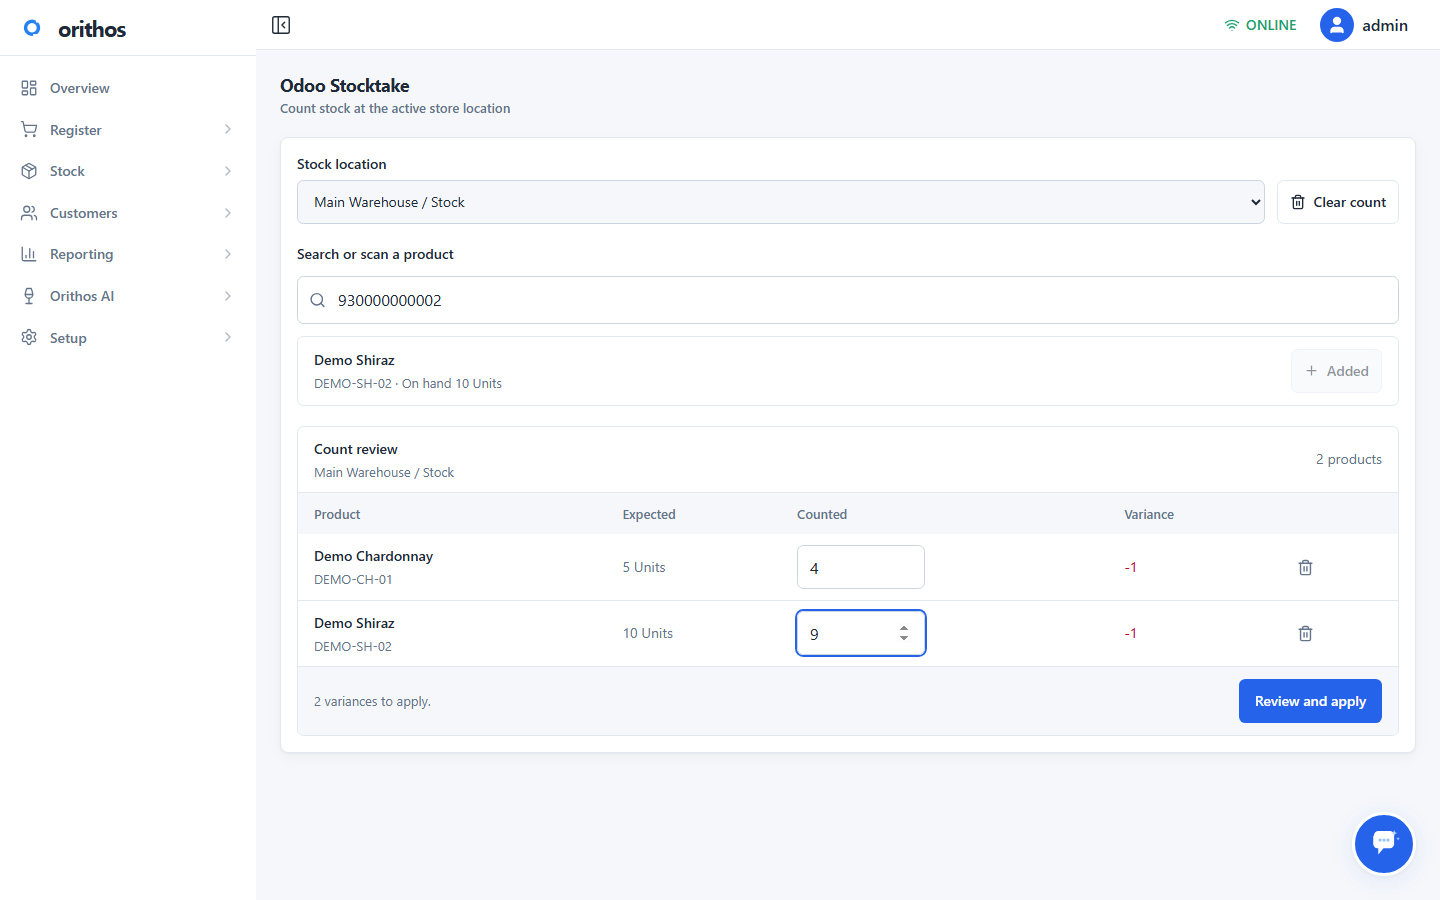 orithos
ONLINE
admin
Overview
Register
Stock
Customers
Reporting
Orithos AI
Setup
Odoo Stocktake
Count stock at the active store location
Stock location
Main Warehouse / Stock
Clear count
Search or scan a product
930000000002
Demo Shiraz
DEMO-SH-02 · On hand 10 Units
+ Added
Count review
Main Warehouse / Stock
2 products
Product Expected Counted Variance
Demo Chardonnay
DEMO-CH-01
5 Units 4 -1
Demo Shiraz
DEMO-SH-02
10 Units 9 -1
2 variances to apply.
Review and apply